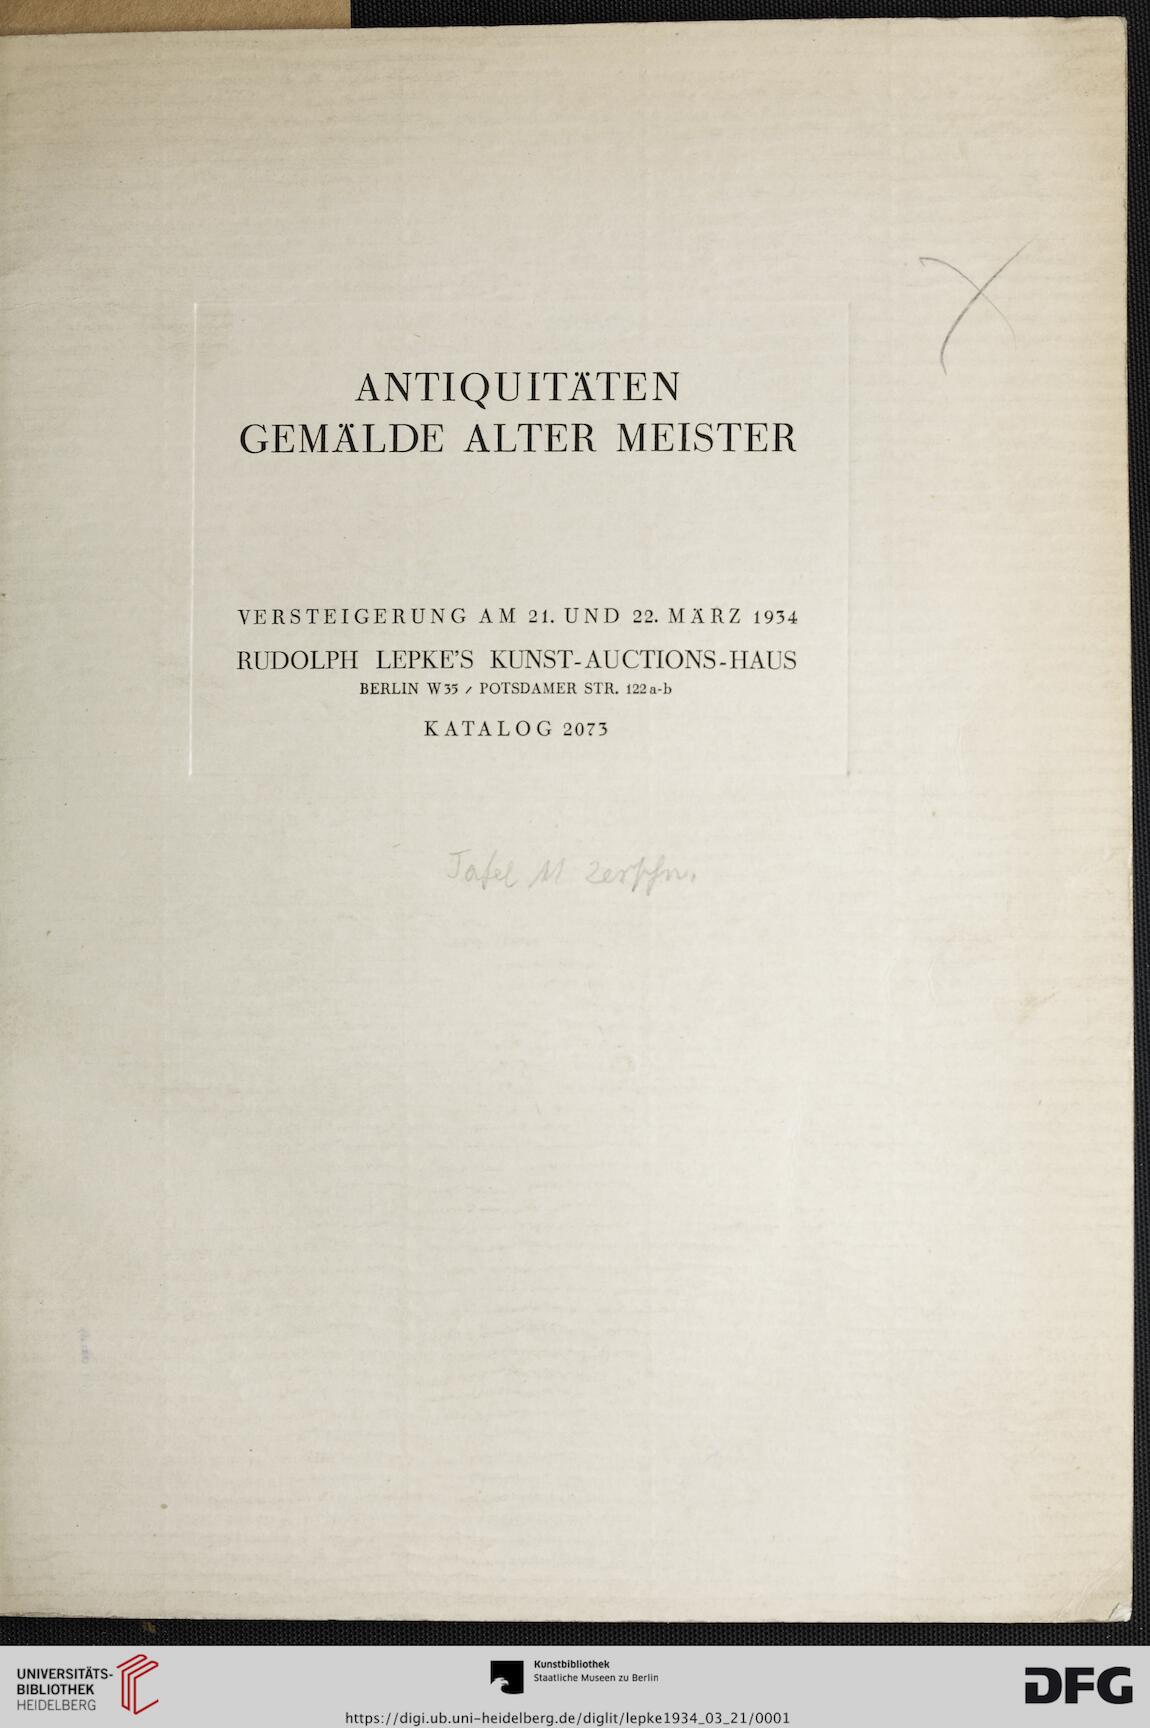 ANTIQUITÄTEN
GEMÄLDE ALTER MEISTER
VERSTEIGERUNG AM 21. UND 22. MÄRZ 1934
RUDOLPH LEPKE'S KUNST-AUCTIONS-HAUS
BERLIN W35 / POTSDAMER STR. 122a-b
KATALOG 2073
Tafel 11 zerschn.
UNIVERSITÄTS-
BIBLIOTHEK
HEIDELBERG
Kunstbibliothek
Staatliche Museen zu Berlin
DFG
https://digi.ub.uni-heidelberg.de/diglit/lepke1934_03_21/0001